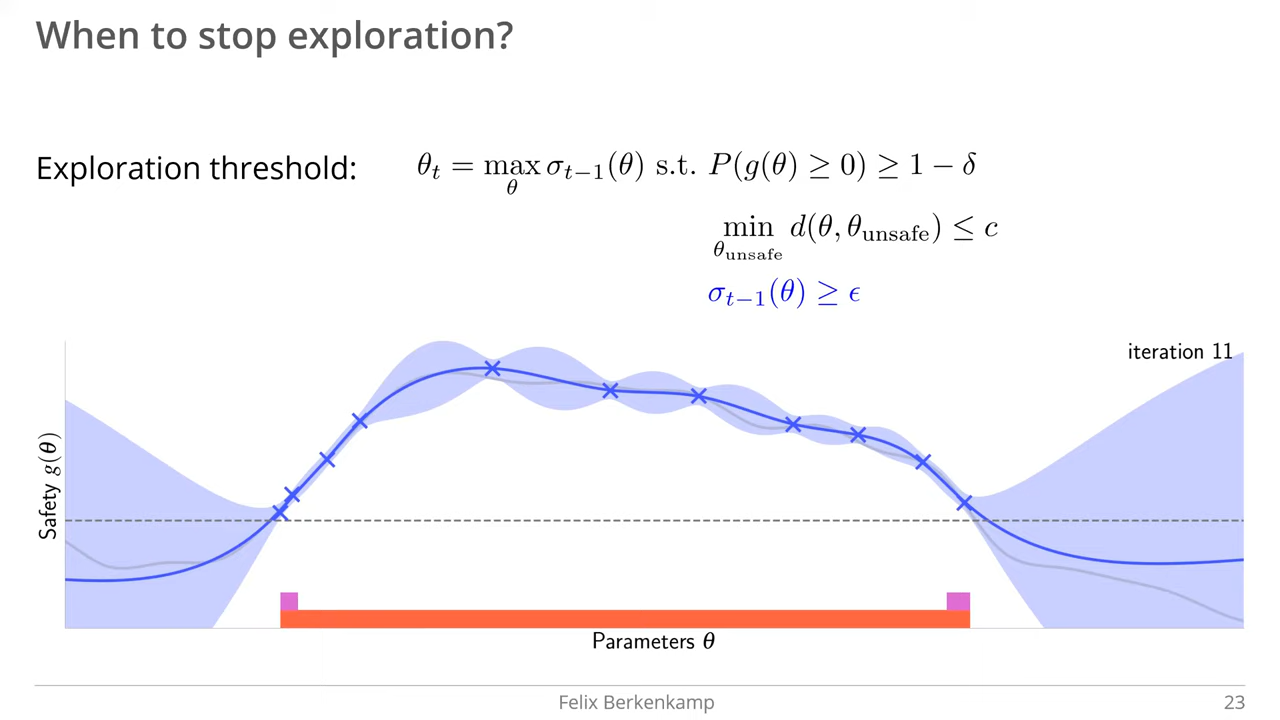 When to stop exploration?
Exploration threshold: θ_t = max_θ σ_{t−1}(θ) s.t. P(g(θ) ≥ 0) ≥ 1 − δ
min_{θ_unsafe} d(θ, θ_unsafe) ≤ c
σ_{t−1}(θ) ≥ ϵ
iteration 11
Safety g(θ)
Parameters θ
Felix Berkenkamp
23